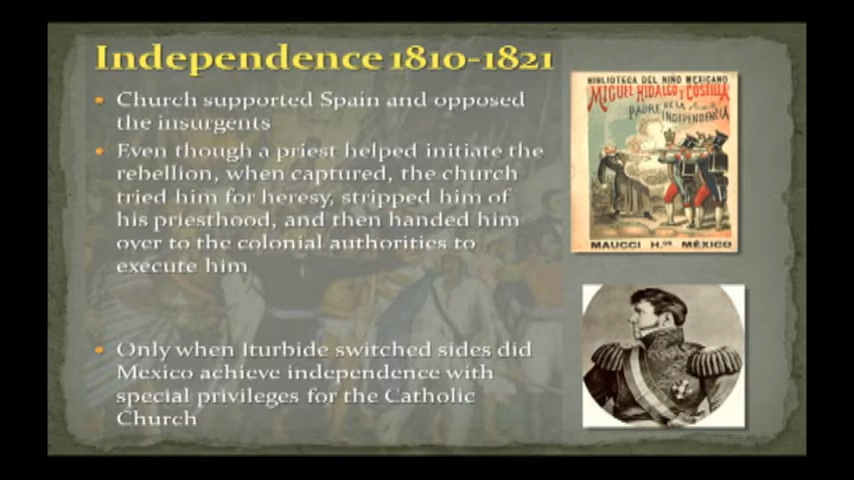 Independence 1810-1821
• Church supported Spain and opposed
the insurgents
• Even though a priest helped initiate the
rebellion, when captured, the church
tried him for heresy, stripped him of
his priesthood, and then handed him
over to the colonial authorities to
execute him
• Only when Iturbide switched sides did
Mexico achieve independence with
special privileges for the Catholic
Church
BIBLIOTECA DEL NIÑO MEXICANO
MIGUEL HIDALGO Y COSTILLA
PADRE DE LA
INDEPENDENCIA
MAUCCI H.os MÉXICO